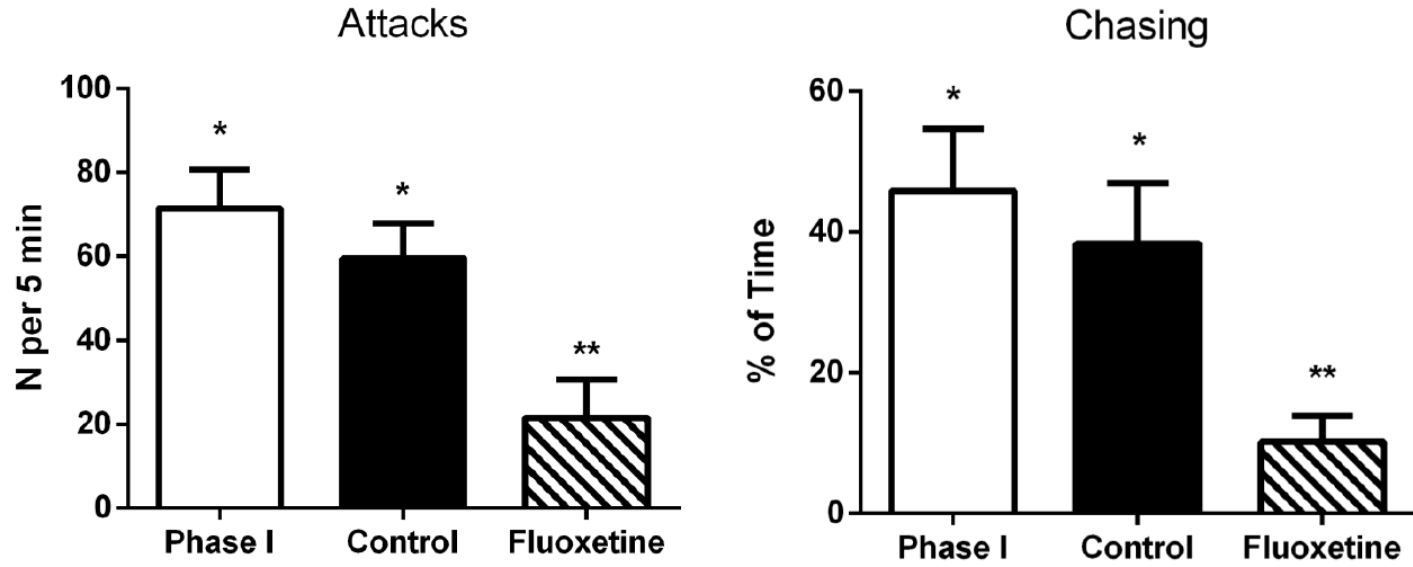 Attacks
N per 5 min
100
80
60
40
20
0
*
*
**
Phase I Control Fluoxetine
Chasing
% of Time
60
40
20
0
*
*
**
Phase I Control Fluoxetine